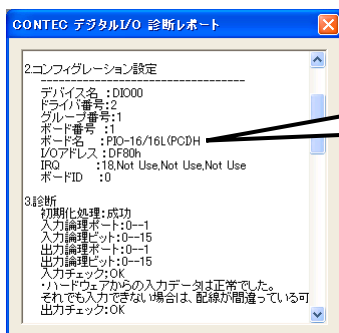 CONTEC デジタルI/O 診断レポート
2.コンフィグレーション設定
----------------------------------
デバイス名 :DIO00
ドライバ番号:2
グループ番号:1
ボード番号 :1
ボード名 :PIO-16/16L(PCI)H
I/Oアドレス :DF80h
IRQ :18,Not Use,Not Use,Not Use
ボードID :0
3.診断
初期化処理:成功
入力論理ポート:0--1
入力論理ビット:0--15
出力論理ポート:0--1
出力論理ビット:0--15
入力チェック:OK
・ハードウェアからの入力データは正常でした。
それでも入力できない場合は、配線が間違っている可
出力チェック:OK